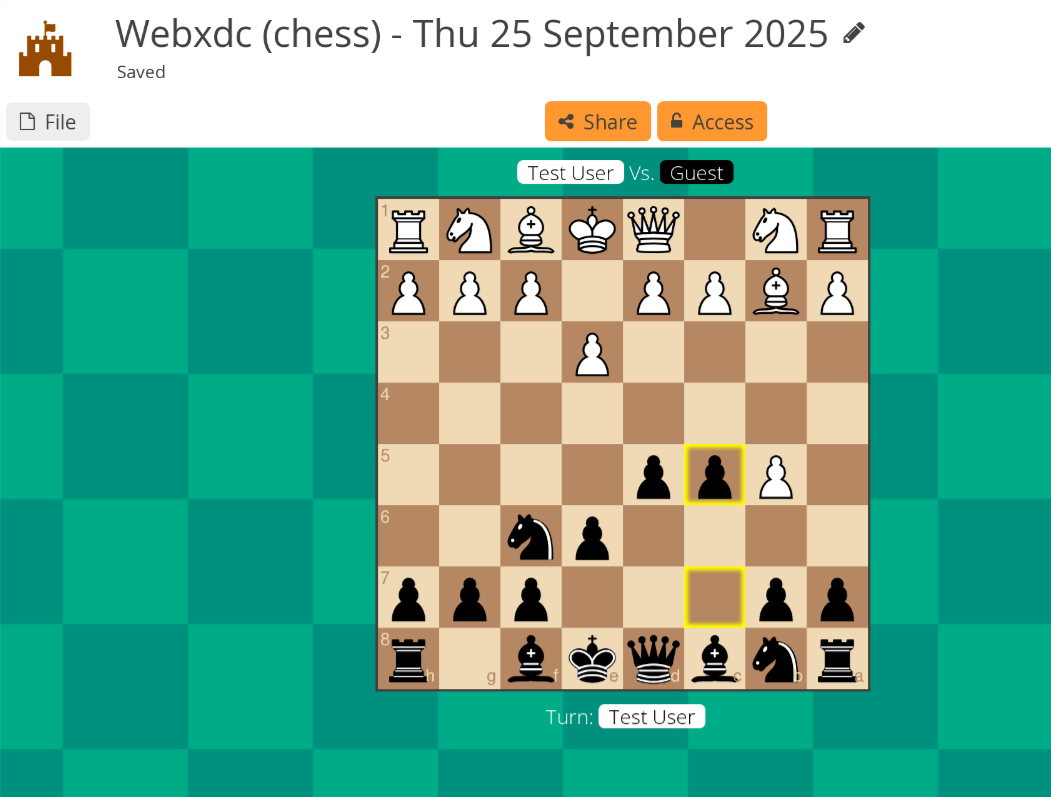 Webxdc (chess) - Thu 25 September 2025
Saved
File
Share
Access
Test User Vs. Guest
1
2
3
4
5
6
7
8
h g f e d c b a
Turn: Test User